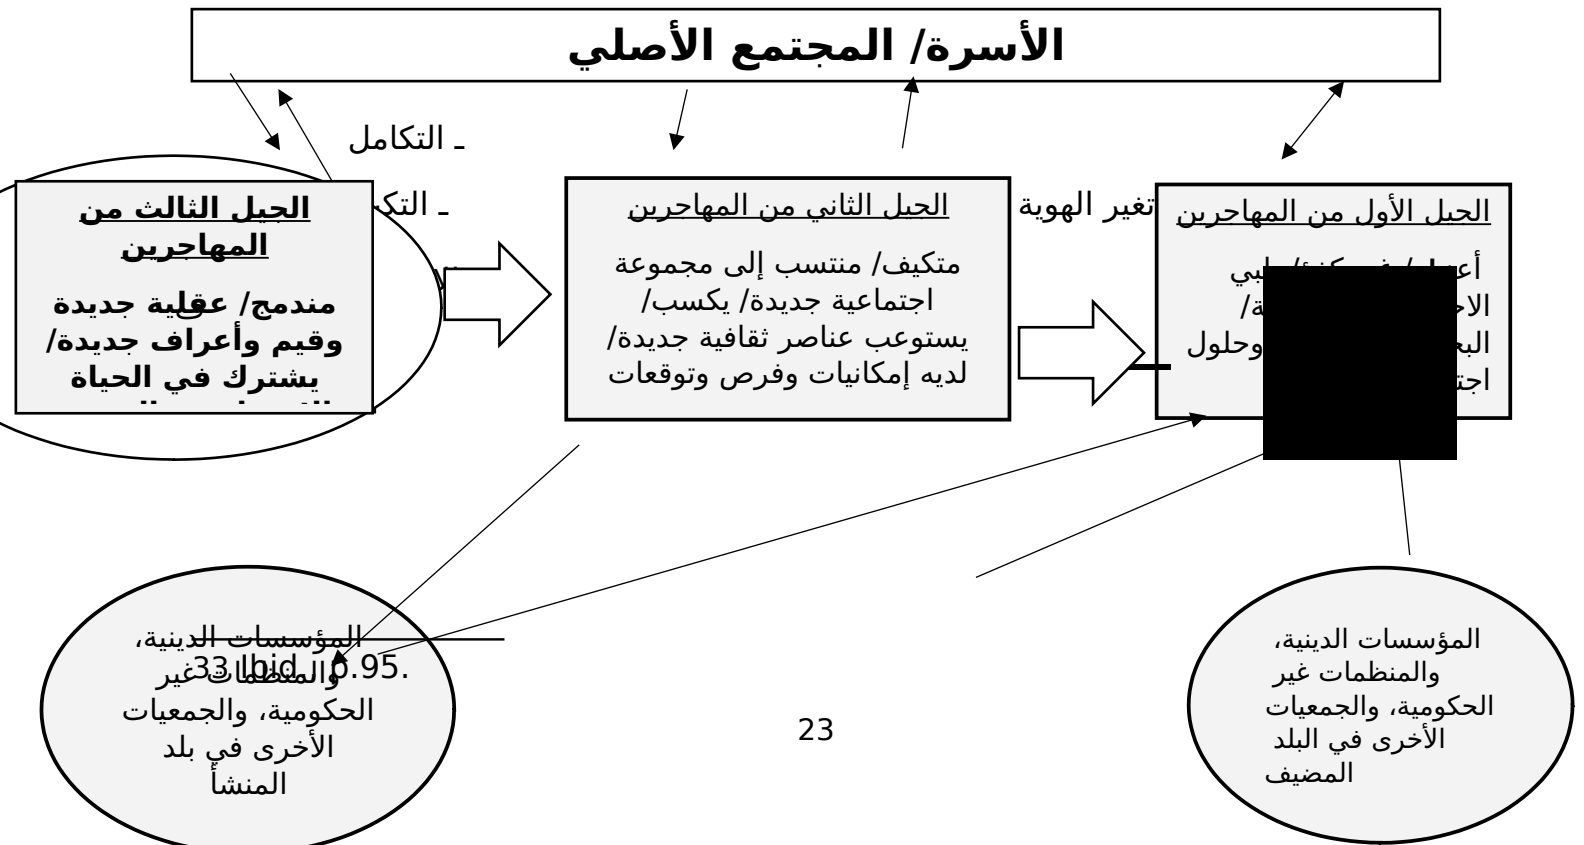 الأسرة/ المجتمع الأصلي
ـ التكامل
الجيل الأول من المهاجرين
وحلول
تغير الهوية
الجيل الثاني من المهاجرين
متكيف/ منتسب إلى مجموعة
اجتماعية جديدة/ يكسب/
يستوعب عناصر ثقافية جديدة/
لديه إمكانيات وفرص وتوقعات
الجيل الثالث من
المهاجرين
مندمج/ عقلية جديدة
وقيم وأعراف جديدة/
يشترك في الحياة
المؤسسات الدينية،
والمنظمات غير
الحكومية، والجمعيات
الأخرى في البلد
المضيف
المؤسسات الدينية،
والمنظمات غير
الحكومية، والجمعيات
الأخرى في بلد
المنشأ
33 Ibid., p.95.
23